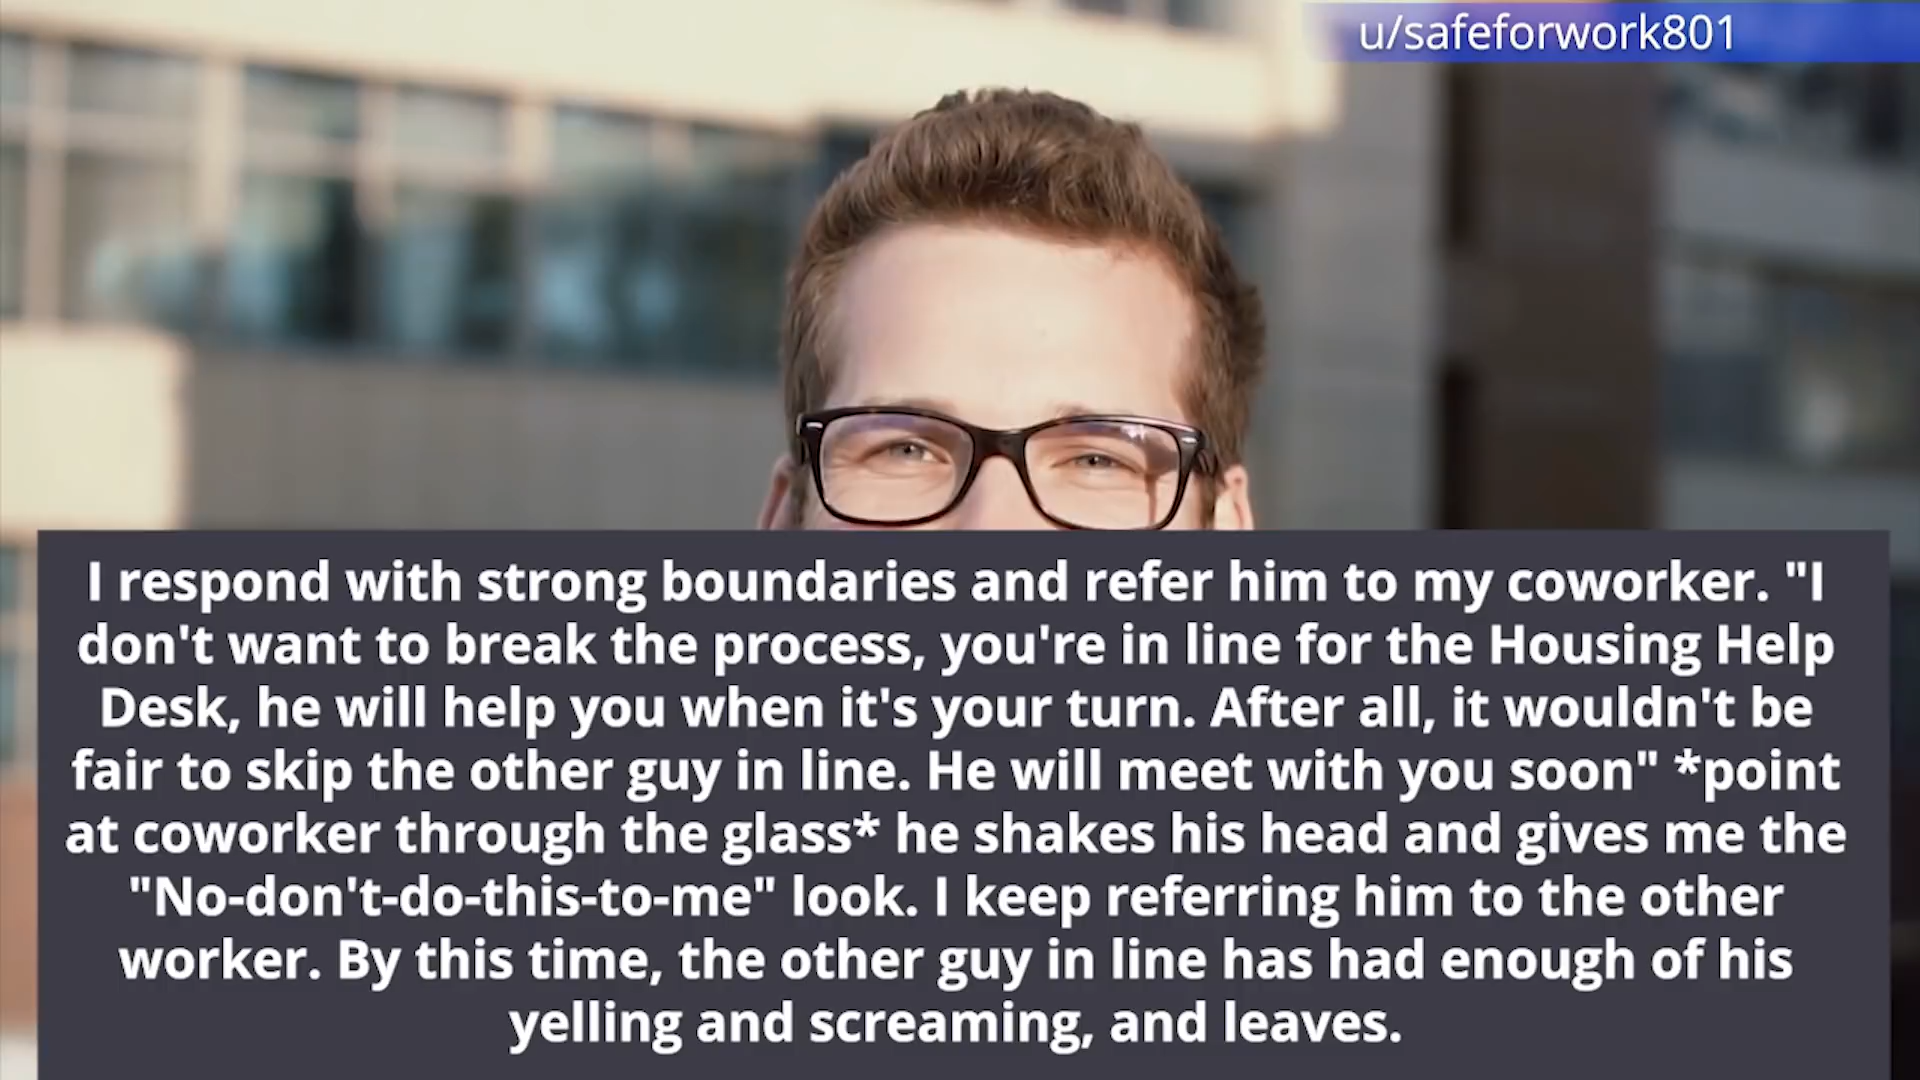 u/safeforwork801
I respond with strong boundaries and refer him to my coworker. "I
don't want to break the process, you're in line for the Housing Help
Desk, he will help you when it's your turn. After all, it wouldn't be
fair to skip the other guy in line. He will meet with you soon" *point
at coworker through the glass* he shakes his head and gives me the
"No-don't-do-this-to-me" look. I keep referring him to the other
worker. By this time, the other guy in line has had enough of his
yelling and screaming, and leaves.